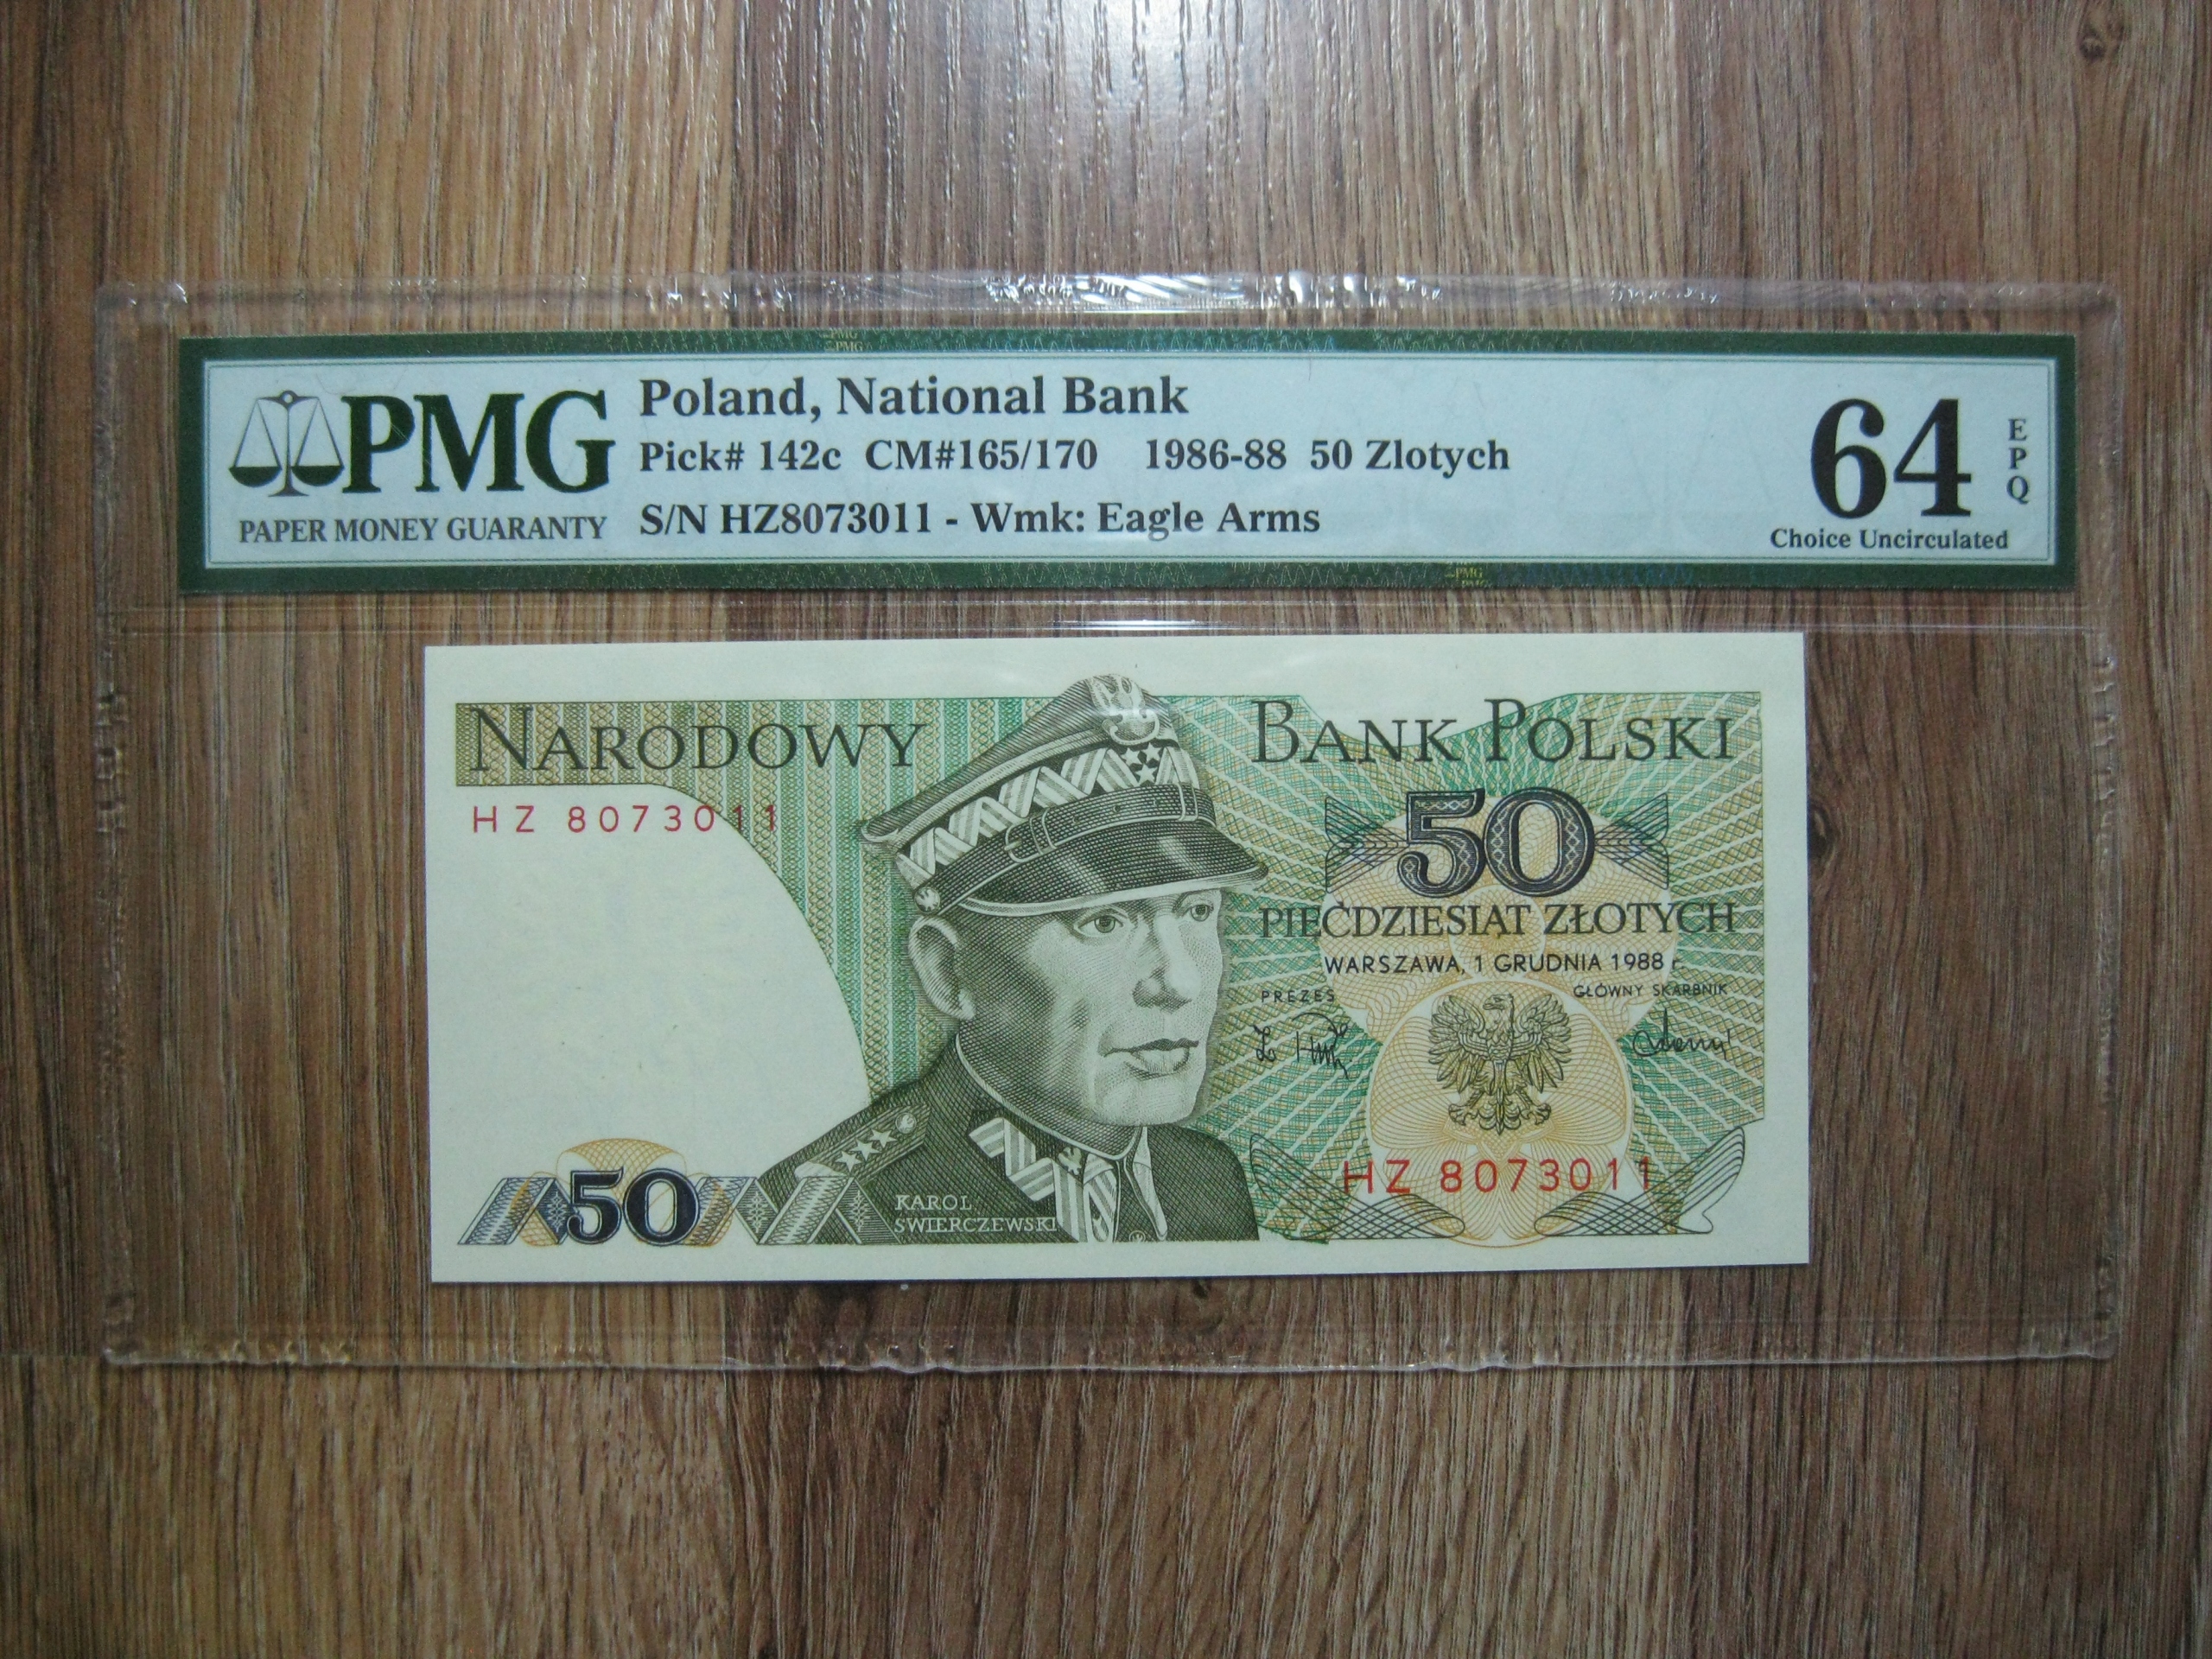 PMG
PAPER MONEY GUARANTY
Poland, National Bank
Pick# 142c CM#165/170 1986-88 50 Zlotych
S/N HZ8073011 - Wmk: Eagle Arms
64
EPQ
Choice Uncirculated
NARODOWY BANK POLSKI
HZ 8073011
50
PIĘĆDZIESIĄT ZŁOTYCH
WARSZAWA, 1 GRUDNIA 1988 r.
PREZES GŁÓWNY SKARBNIK
HZ 8073011
50
KAROL
ŚWIERCZEWSKI